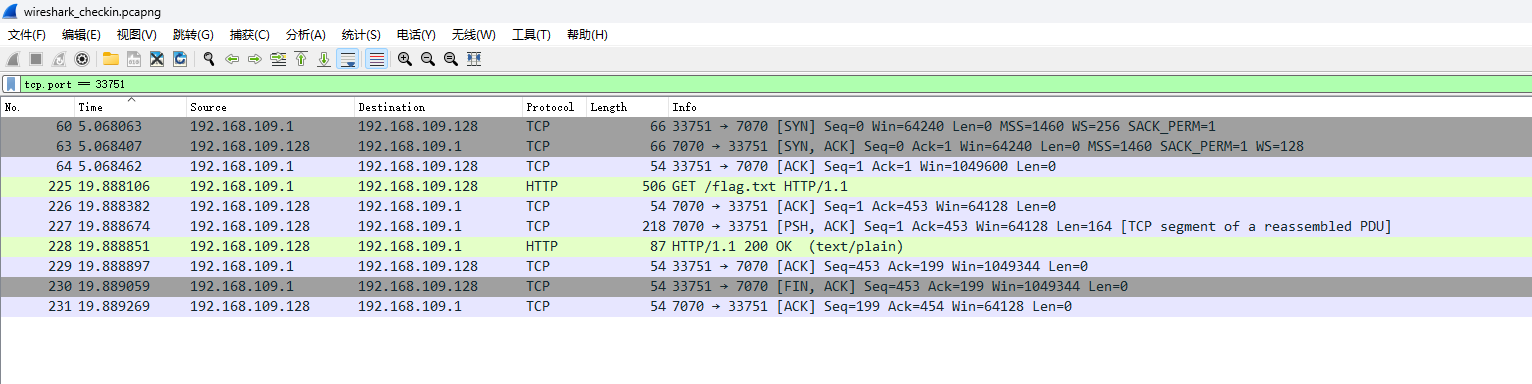 wireshark_checkin.pcapng
文件(F) 编辑(E) 视图(V) 跳转(G) 捕获(C) 分析(A) 统计(S) 电话(Y) 无线(W) 工具(T) 帮助(H)
tcp.port == 33751
No. Time Source Destination Protocol Length Info
60 5.068063 192.168.109.1 192.168.109.128 TCP 66 33751 → 7070 [SYN] Seq=0 Win=64240 Len=0 MSS=1460 WS=256 SACK_PERM=1
63 5.068407 192.168.109.128 192.168.109.1 TCP 66 7070 → 33751 [SYN, ACK] Seq=0 Ack=1 Win=64240 Len=0 MSS=1460 SACK_PERM=1 WS=128
64 5.068462 192.168.109.1 192.168.109.128 TCP 54 33751 → 7070 [ACK] Seq=1 Ack=1 Win=1049600 Len=0
225 19.888106 192.168.109.1 192.168.109.128 HTTP 506 GET /flag.txt HTTP/1.1
226 19.888382 192.168.109.128 192.168.109.1 TCP 54 7070 → 33751 [ACK] Seq=1 Ack=453 Win=64128 Len=0
227 19.888674 192.168.109.128 192.168.109.1 TCP 218 7070 → 33751 [PSH, ACK] Seq=1 Ack=453 Win=64128 Len=164 [TCP segment of a reassembled PDU]
228 19.888851 192.168.109.128 192.168.109.1 HTTP 87 HTTP/1.1 200 OK (text/plain)
229 19.888897 192.168.109.1 192.168.109.128 TCP 54 33751 → 7070 [ACK] Seq=453 Ack=199 Win=1049344 Len=0
230 19.889059 192.168.109.1 192.168.109.128 TCP 54 33751 → 7070 [FIN, ACK] Seq=453 Ack=199 Win=1049344 Len=0
231 19.889269 192.168.109.128 192.168.109.1 TCP 54 7070 → 33751 [ACK] Seq=199 Ack=454 Win=64128 Len=0